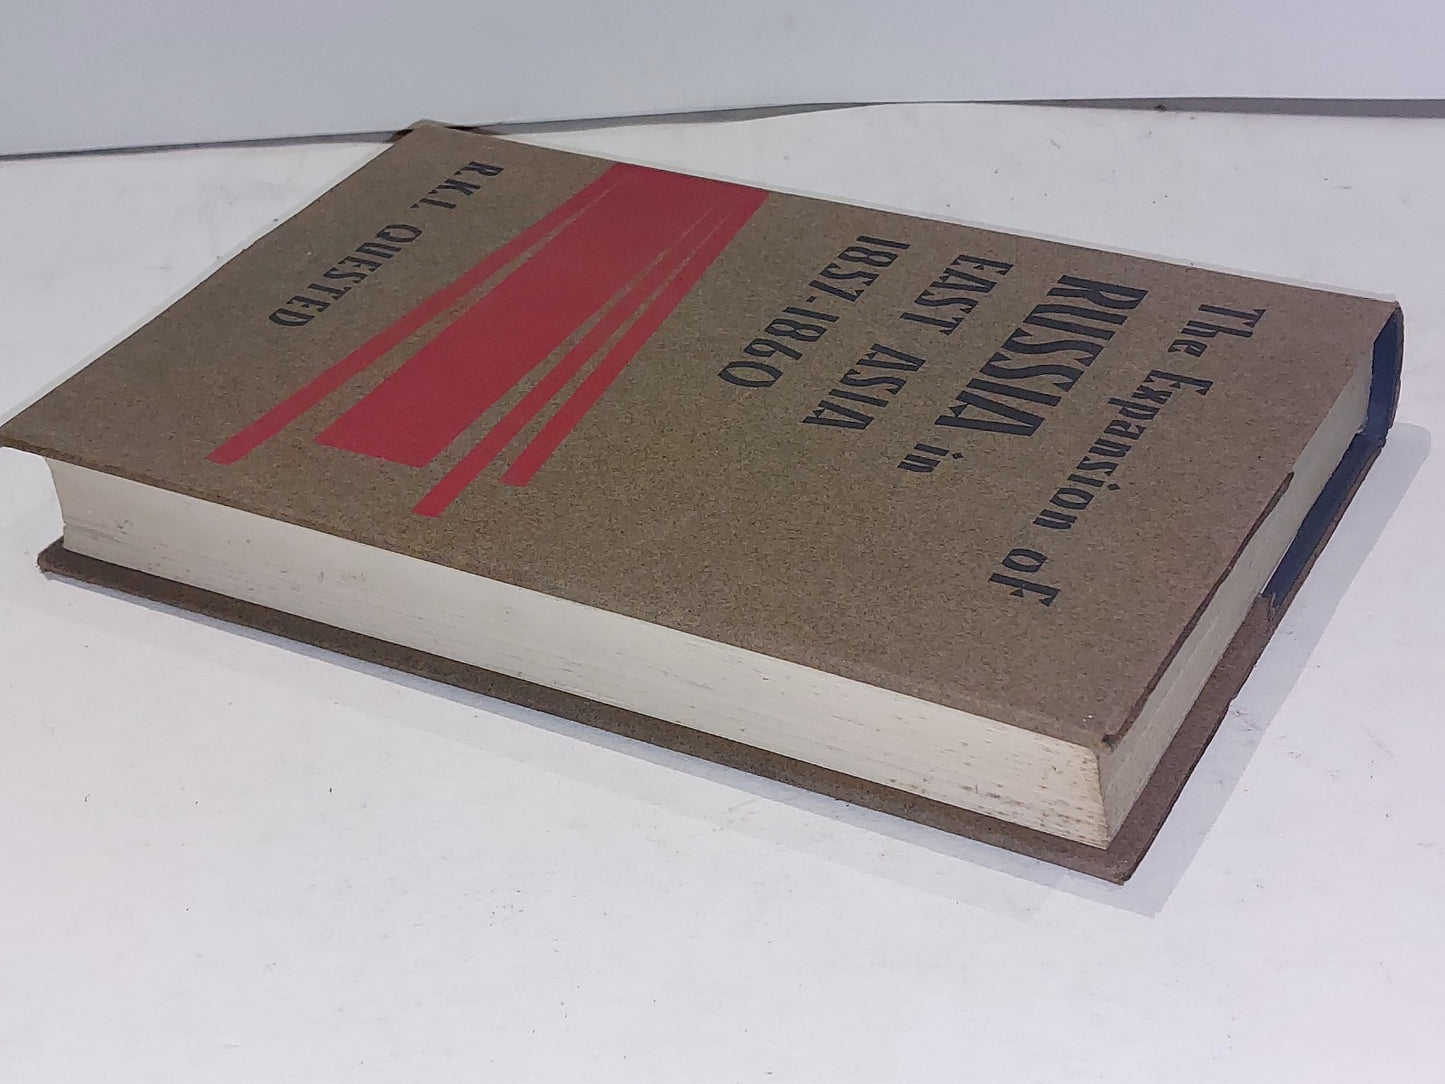 The Expansion of
RUSSIA in
EAST ASIA
1857-1860
R.K.I. QUESTED